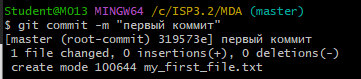 Student@M013 MINGW64 /c/ISP3.2/MDA (master)
$ git commit -m "первый коммит"
[master (root-commit) 319573e] первый коммит
1 file changed, 0 insertions(+), 0 deletions(-)
create mode 100644 my_first_file.txt